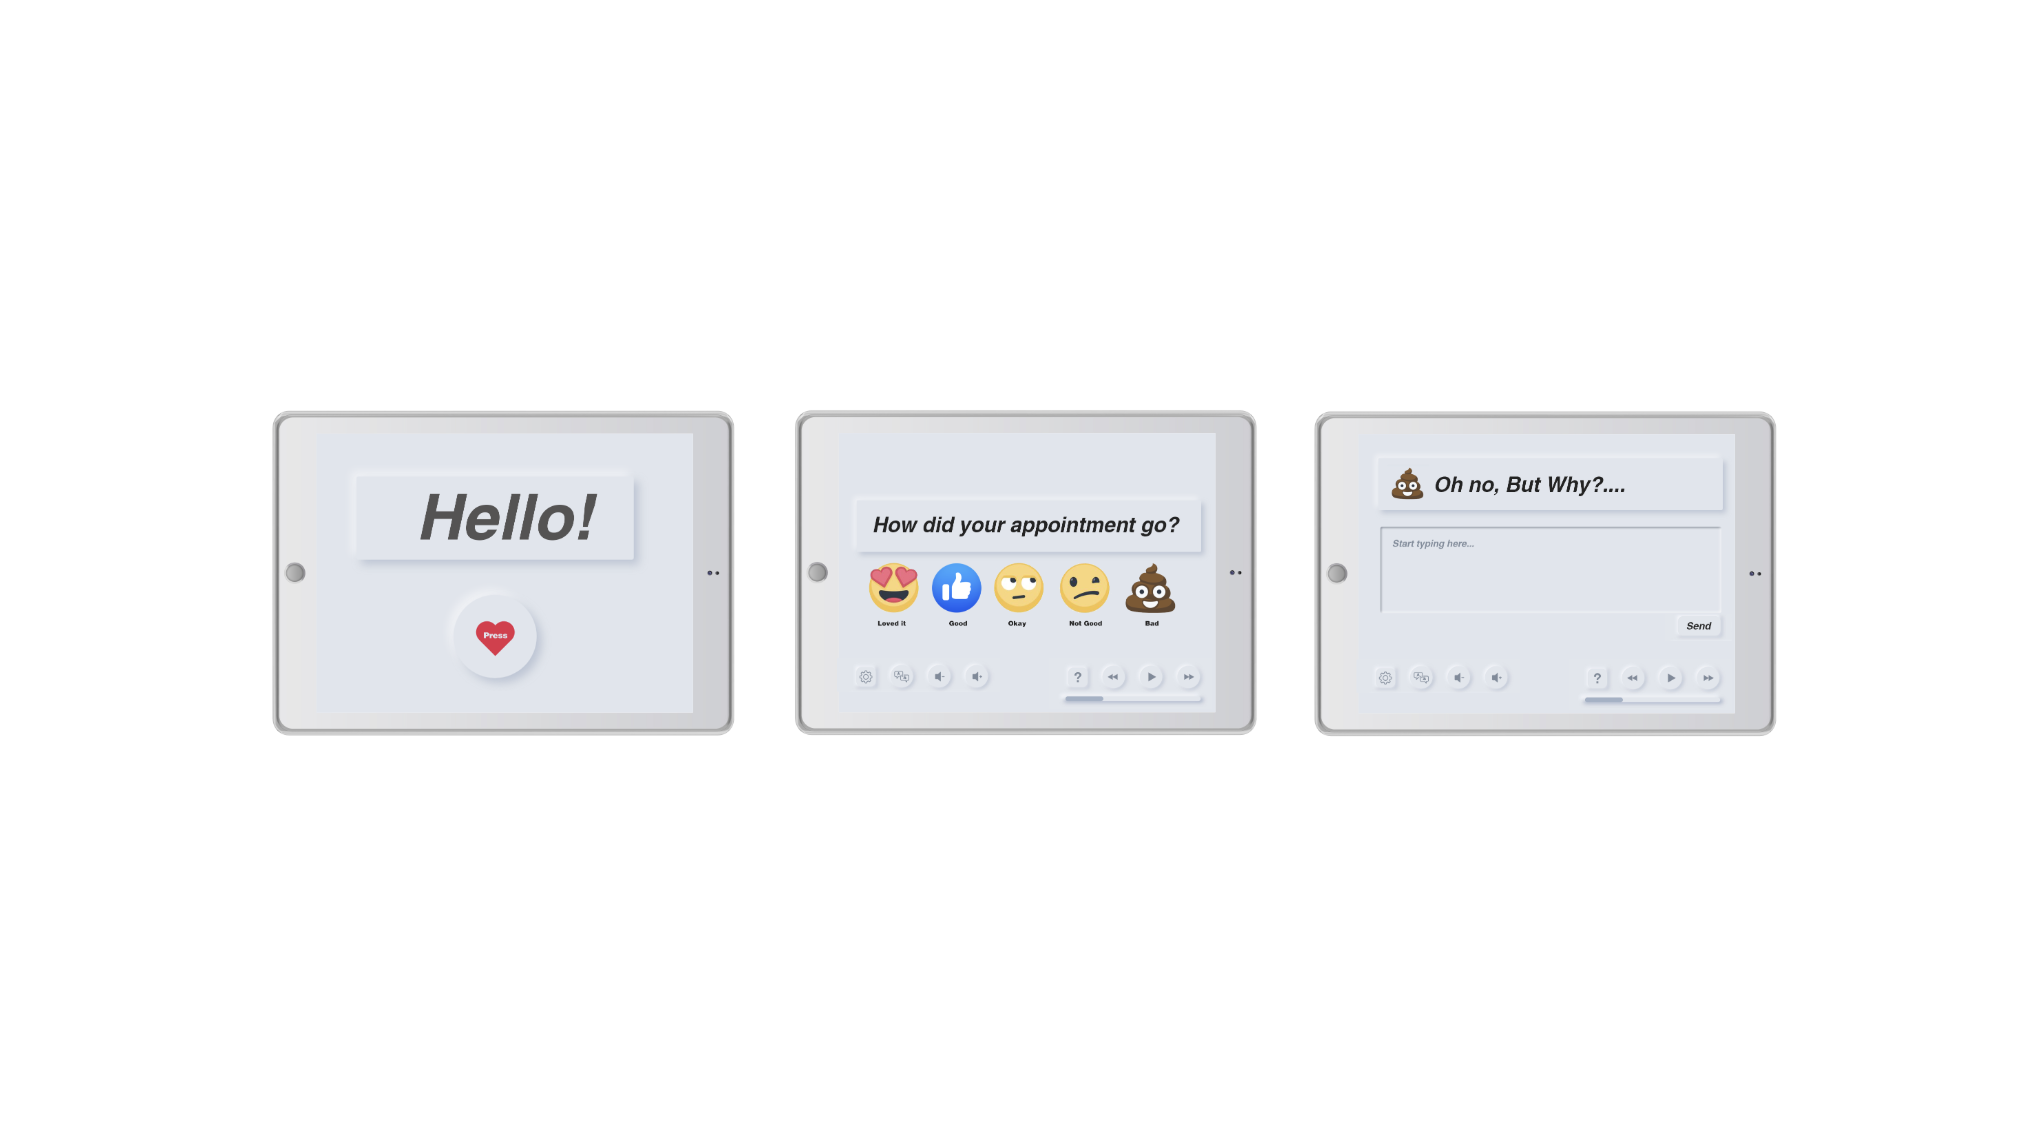 Hello!
Press
How did your appointment go?
Loved it
Good
Okay
Not Good
Bad
?
Oh no, But Why?....
Start typing here...
Send
?